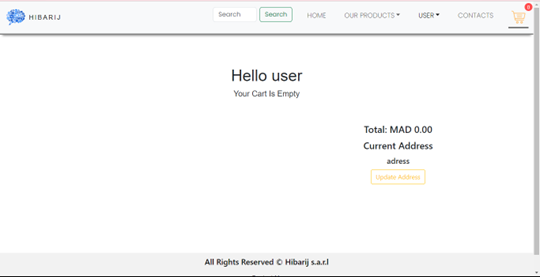 HIBARIJ
Search Search HOME OUR PRODUCTS USER CONTACTS 0
Hello user
Your Cart Is Empty
Total: MAD 0.00
Current Address
adress
Update Address
All Rights Reserved © Hibarij s.a.r.l